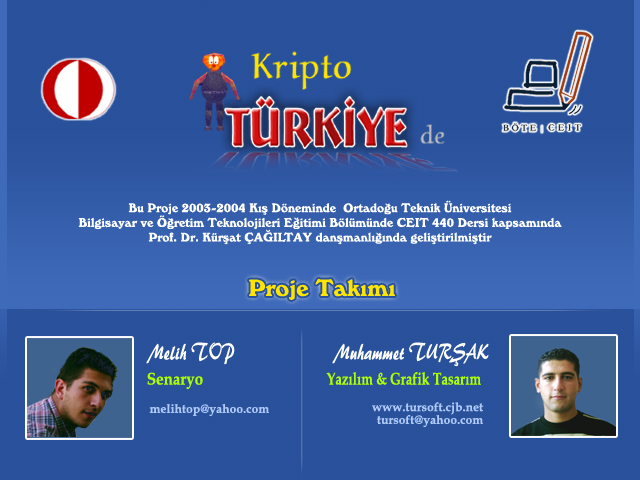 Kripto
TÜRKİYE de
BÖTE | CEIT
Bu Proje 2003-2004 Kış Döneminde Ortadoğu Teknik Üniversitesi
Bilgisayar ve Öğretim Teknolojileri Eğitimi Bölümünde CEIT 440 Dersi kapsamında
Prof. Dr. Kürşat ÇAĞILTAY danışmanlığında geliştirilmiştir
Proje Takımı
Melih TOP
Senaryo
melihtop@yahoo.com
Muhammet TURŞAK
Yazılım & Grafik Tasarım
www.tursoft.cjb.net
tursoft@yahoo.com